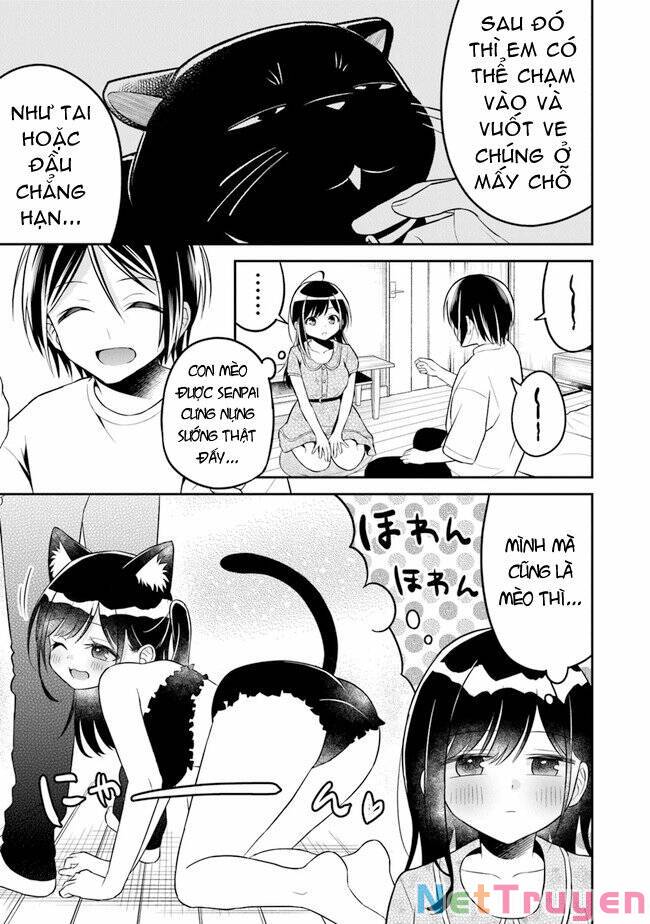 SAU ĐÓ
THÌ EM CÓ
THỂ CHẠM
VÀO VÀ
VUỐT VE
CHÚNG Ở
MẤY CHỖ
NHƯ TAI
HOẶC
ĐẦU
CHẲNG
HẠN...
......
CON MÈO
ĐƯỢC SENPAI
CƯNG NỰNG
SƯỚNG THẬT
ĐẤY...
MÌNH MÀ
CŨNG LÀ
MÈO THÌ...
ほわん
ほわん
にゃーん♡
NetTruyen